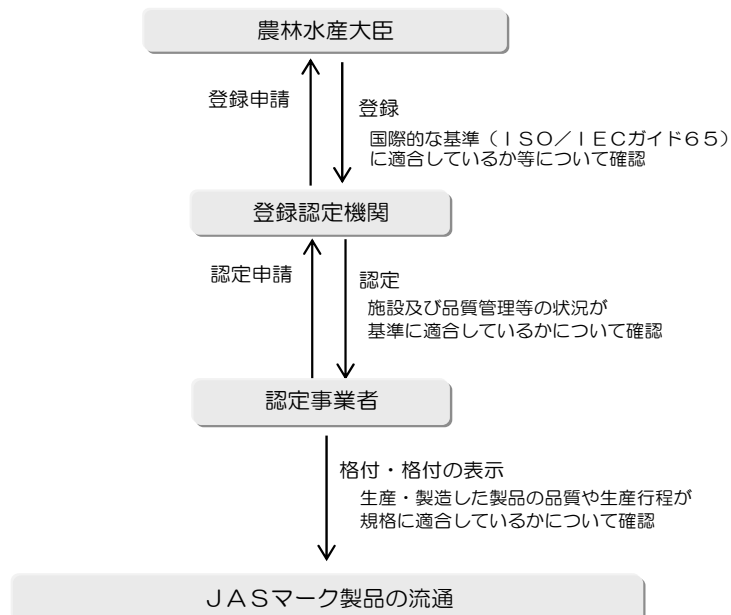 農林水産大臣
登録申請
登録
国際的な基準（ＩＳＯ／ＩＥＣガイド６５）
に適合しているか等について確認
登録認定機関
認定申請
認定
施設及び品質管理等の状況が
基準に適合しているかについて確認
認定事業者
格付・格付の表示
生産・製造した製品の品質や生産行程が
規格に適合しているかについて確認
ＪＡＳマーク製品の流通